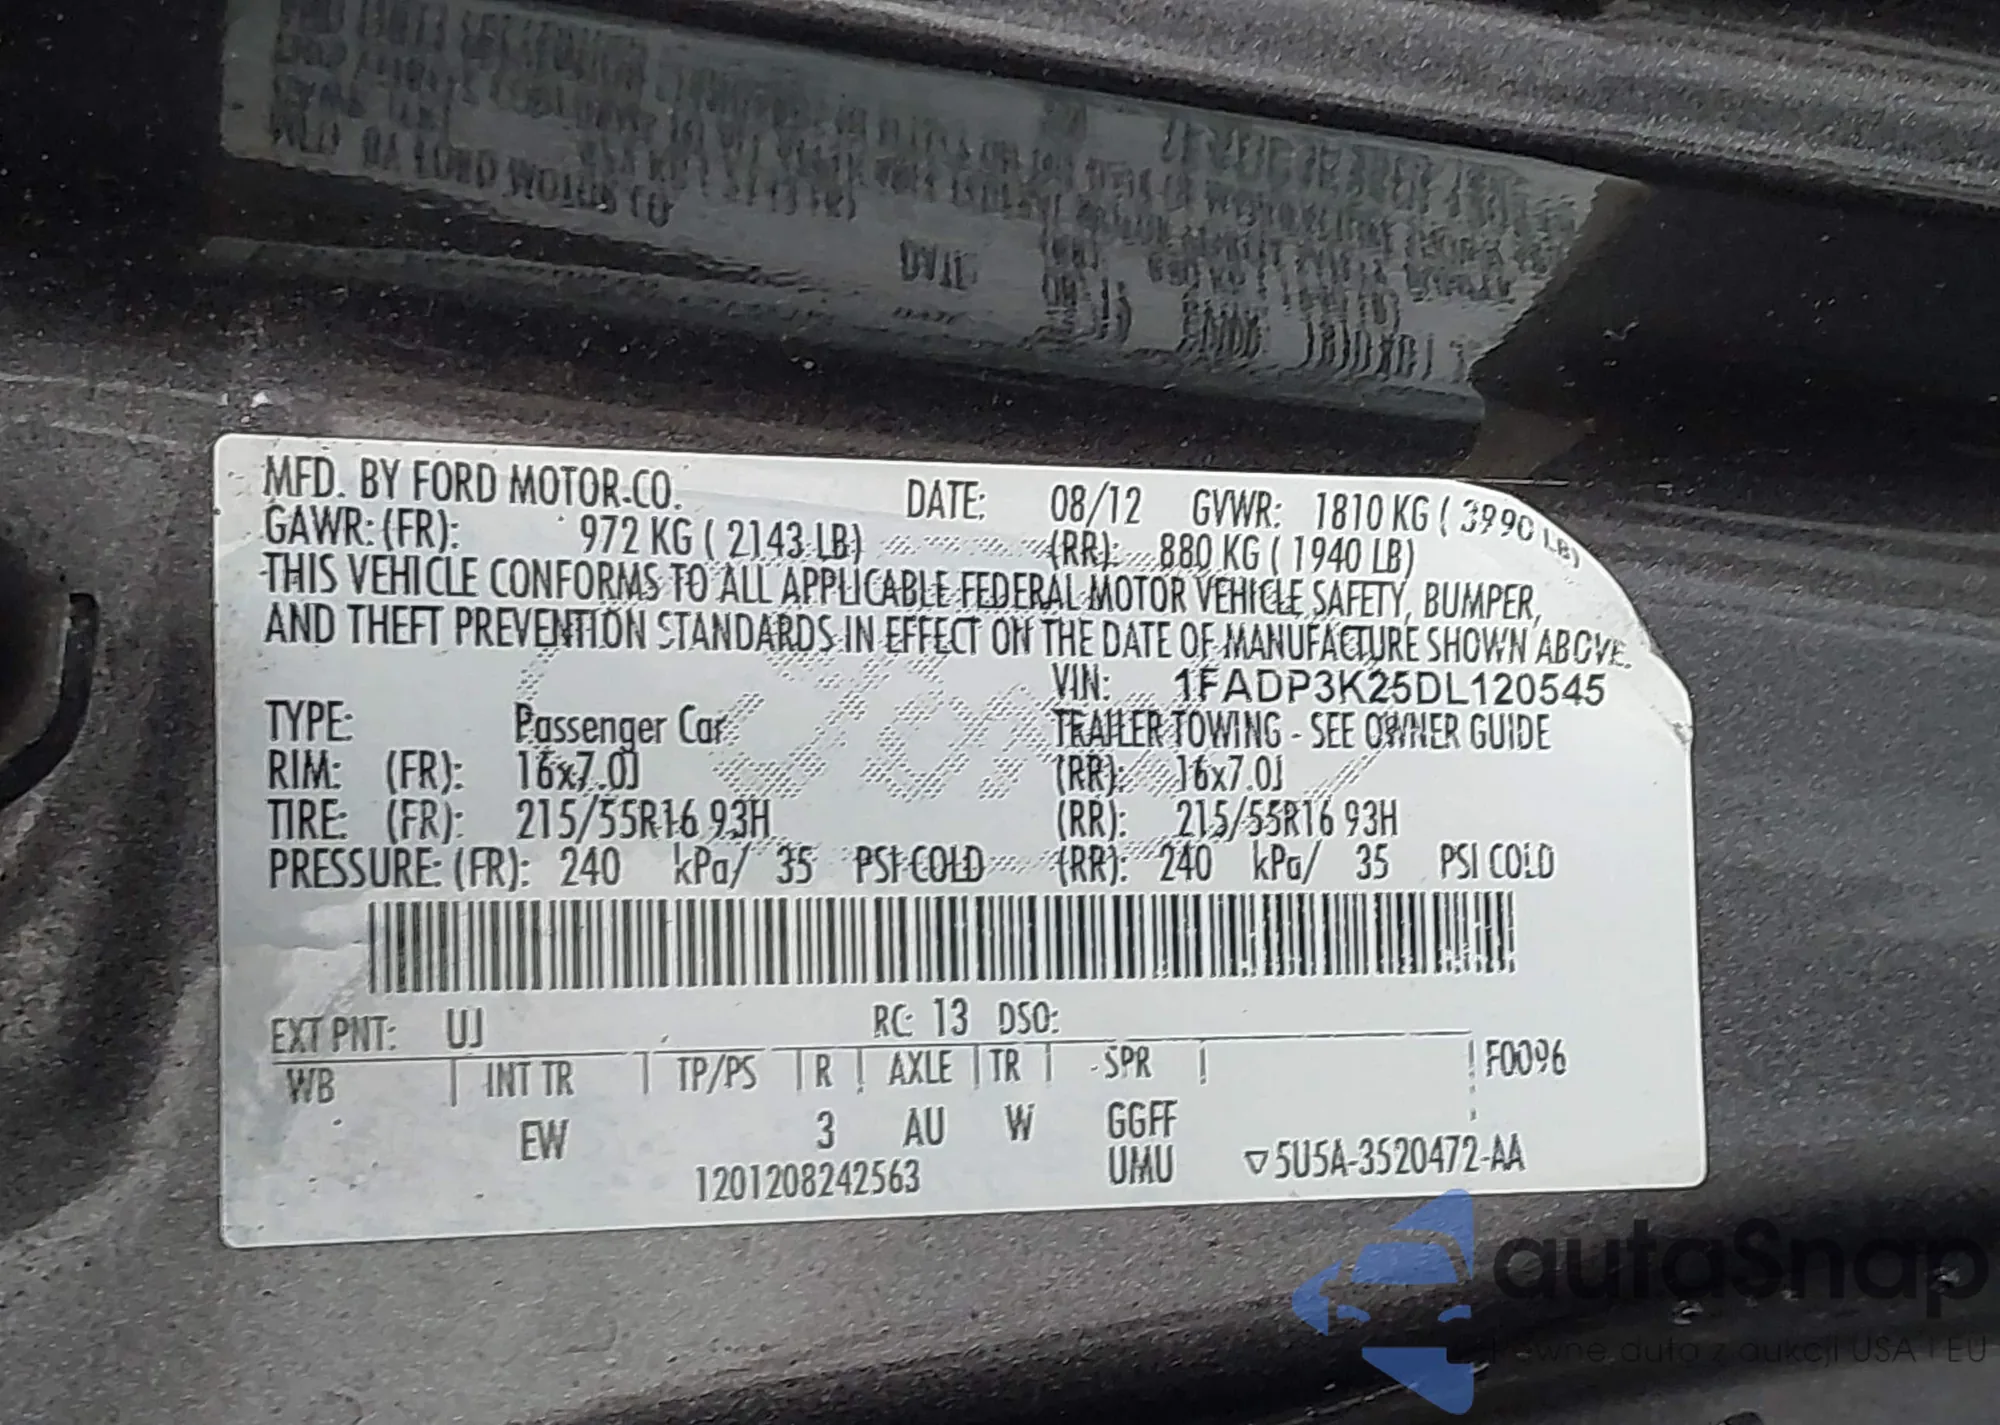 MFD. BY FORD MOTOR CO. DATE: 08/12 GVWR: 1810 KG ( 3990 LB)
GAWR: (FR): 972 KG ( 2143 LB) (RR): 880 KG ( 1940 LB)
THIS VEHICLE CONFORMS TO ALL APPLICABLE FEDERAL MOTOR VEHICLE SAFETY, BUMPER,
AND THEFT PREVENTION STANDARDS IN EFFECT ON THE DATE OF MANUFACTURE SHOWN ABOVE.
VIN: 1FADP3K25DL120545
TYPE: Passenger Car TRAILER TOWING - SEE OWNER GUIDE
RIM: (FR): 16x7.0J (RR): 16x7.0J
TIRE: (FR): 215/55R16 93H (RR): 215/55R16 93H
PRESSURE: (FR): 240 kPa/ 35 PSI COLD (RR): 240 kPa/ 35 PSI COLD
EXT PNT: UJ RC: 13 DSO:
WB INT TR TP/PS R AXLE TR SPR F0096
EW 3 AU W GGFF
1201208242563 UMU ▽5U5A-3520472-AA
autaSnap
Pewne auta z aukcji USA i EU